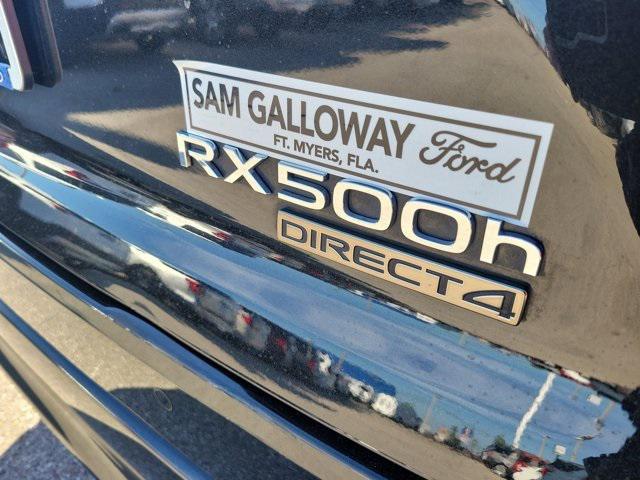 SAM GALLOWAY Ford
FT. MYERS, FLA.
RX500h
DIRECT4